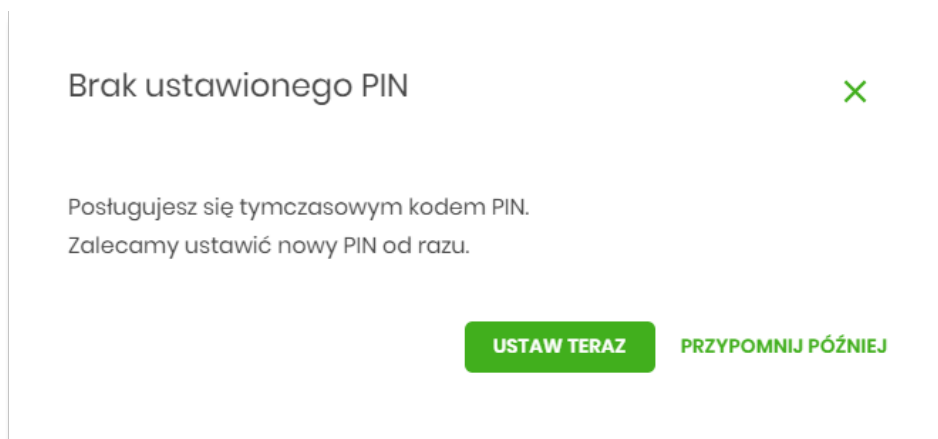 Brak ustawionego PIN
Posługujesz się tymczasowym kodem PIN.
Zalecamy ustawić nowy PIN od razu.
USTAW TERAZ
PRZYPOMNIJ PÓŹNIEJ